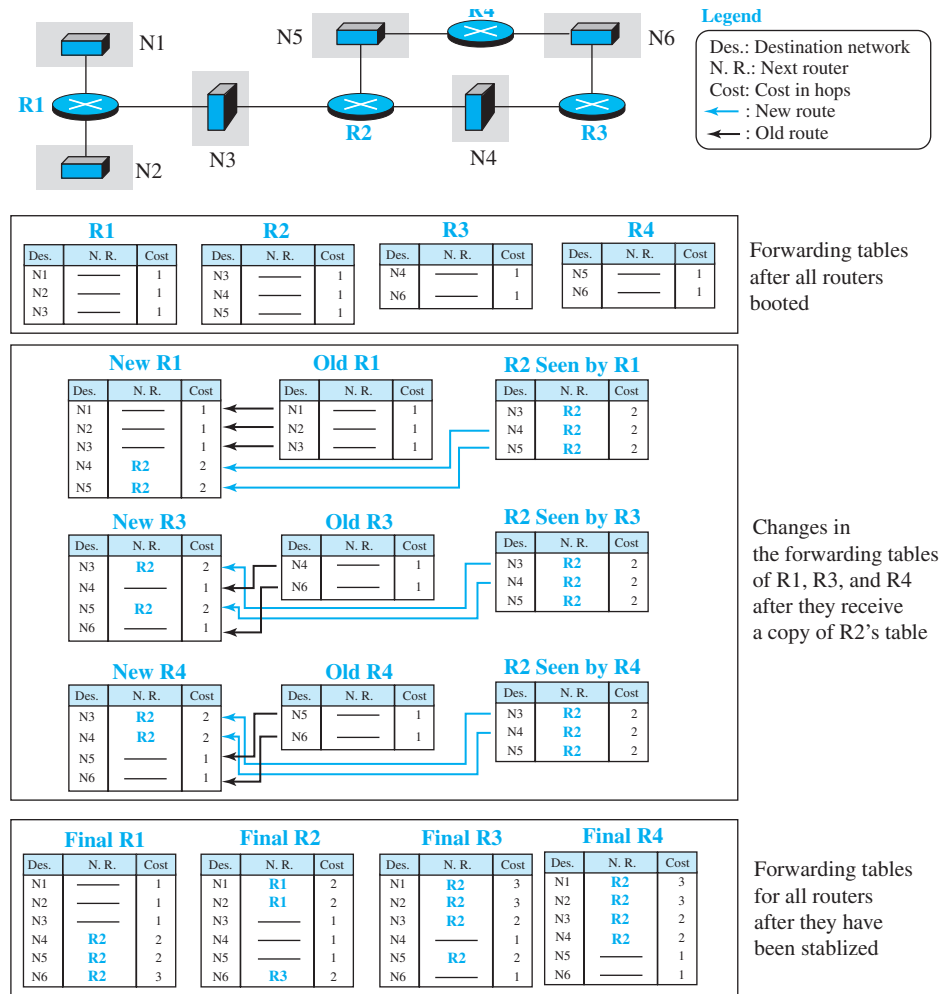 R4
Legend
N1
N5
N6
Des.: Destination network
N. R.: Next router
Cost: Cost in hops
: New route
: Old route
R1
R2
R3
N2
N3
N4
R1
Des. N. R. Cost
N1 1
N2 1
N3 1
R2
Des. N. R. Cost
N3 1
N4 1
N5 1
R3
Des. N. R. Cost
N4 1
N6 1
R4
Des. N. R. Cost
N5 1
N6 1
Forwarding tables
after all routers
booted
New R1
Des. N. R. Cost
N1 1
N2 1
N3 1
N4 R2 2
N5 R2 2
Old R1
Des. N. R. Cost
N1 1
N2 1
N3 1
R2 Seen by R1
Des. N. R. Cost
N3 R2 2
N4 R2 2
N5 R2 2
New R3
Des. N. R. Cost
N3 R2 2
N4 1
N5 R2 2
N6 1
Old R3
Des. N. R. Cost
N4 1
N6 1
R2 Seen by R3
Des. N. R. Cost
N3 R2 2
N4 R2 2
N5 R2 2
New R4
Des. N. R. Cost
N3 R2 2
N4 R2 2
N5 1
N6 1
Old R4
Des. N. R. Cost
N5 1
N6 1
R2 Seen by R4
Des. N. R. Cost
N3 R2 2
N4 R2 2
N5 R2 2
Changes in
the forwarding tables
of R1, R3, and R4
after they receive
a copy of R2's table
Final R1
Des. N. R. Cost
N1 1
N2 1
N3 1
N4 R2 2
N5 R2 2
N6 R2 3
Final R2
Des. N. R. Cost
N1 R1 2
N2 R1 2
N3 1
N4 1
N5 1
N6 R3 2
Final R3
Des. N. R. Cost
N1 R2 3
N2 R2 3
N3 R2 2
N4 1
N5 R2 2
N6 1
Final R4
Des. N. R. Cost
N1 R2 3
N2 R2 3
N3 R2 2
N4 R2 2
N5 1
N6 1
Forwarding tables
for all routers
after they have
been stablized